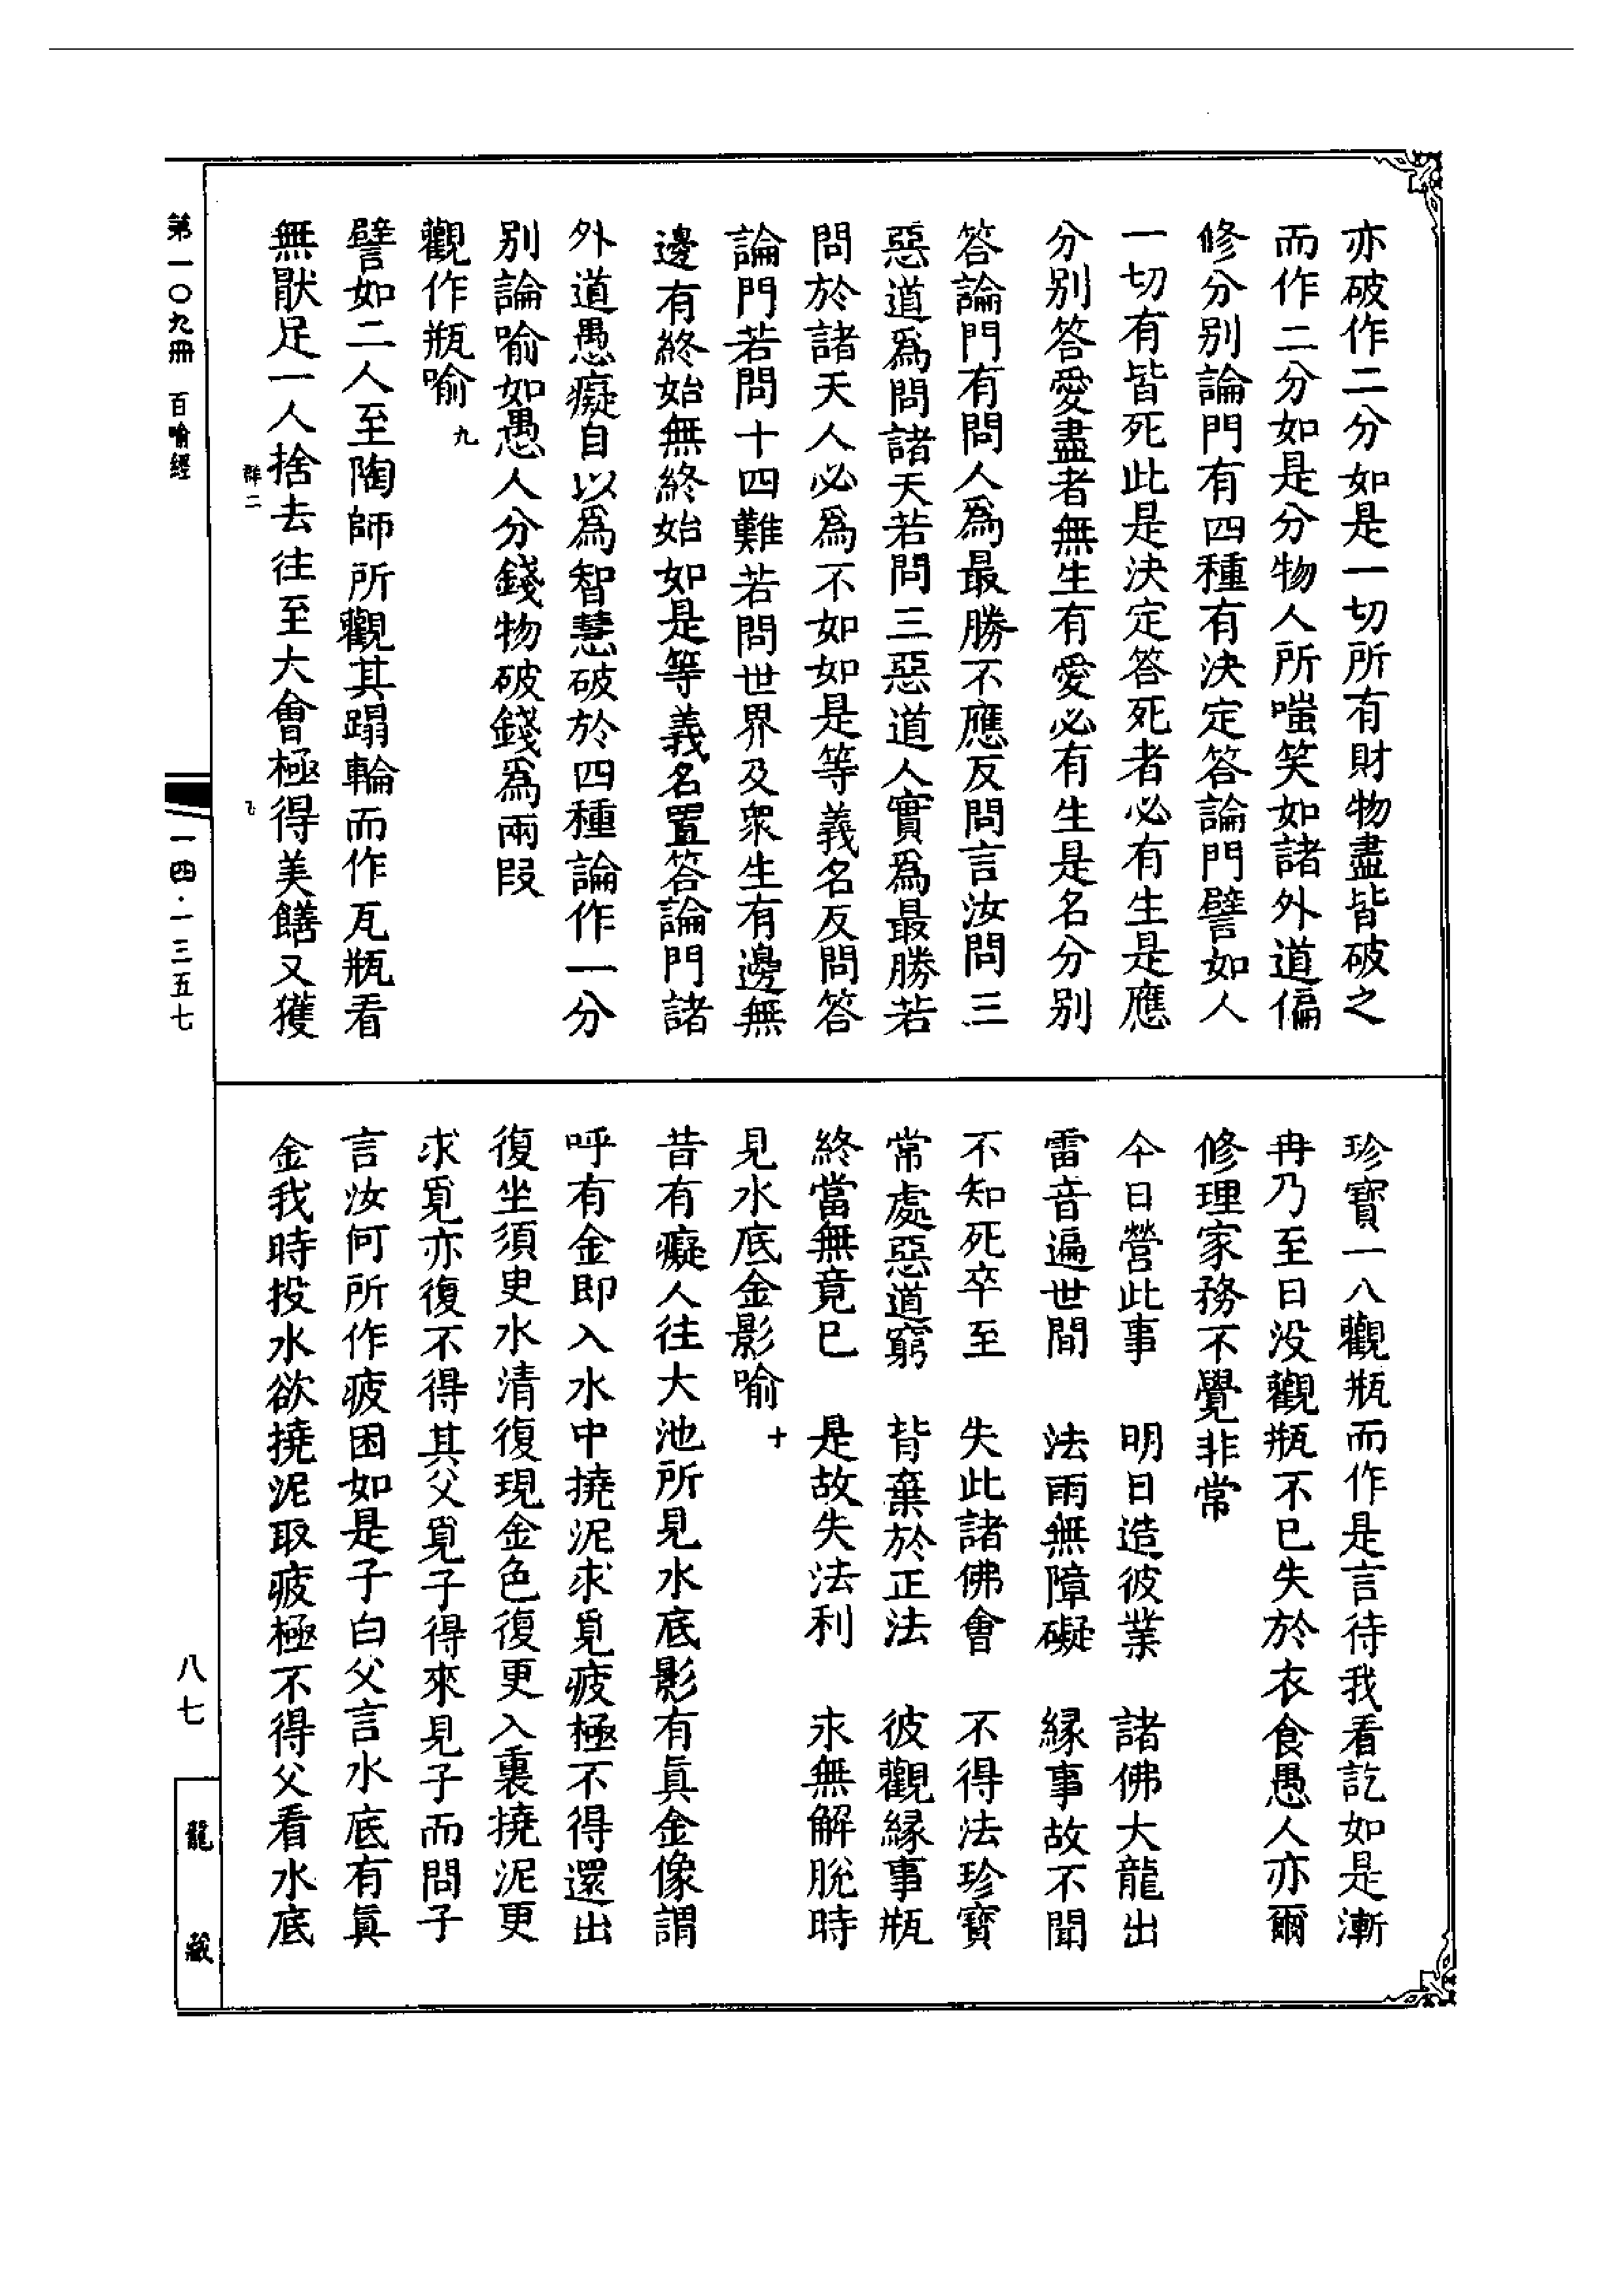 亦破作二分如是一切所有財物盡皆破之
而作二分如是分物人所嗤笑如諸外道偏
修分别論門有四種有決定答論門譬如人
一切有皆死此是決定答死者必有生是應
分别答愛盡者無生有愛必有生是名分别
答論門有問人爲最勝不應反問言汝問三
惡道爲問諸天若問三惡道人實爲最勝若
問於諸天人必爲不如如是等義名反問答
論門若問十四難若問世界及衆生有邊無
邊有終始無終始如是等義名置答論門諸
外道愚癡自以爲智慧破於四種論作一分
别論喻如愚人分錢物破錢爲兩段
觀作瓶喻九
譬如二人至陶師所觀其蹋輪而作瓦瓶看
無猒足一人捨去往至大會極得美饍又獲
珍寶一人觀瓶而作是言待我看訖如是漸
冉乃至日没觀瓶不已失於衣食愚人亦爾
修理家務不覺非常
今日營此事　明日造彼業　諸佛大龍出
雷音遍世間　法雨無障礙　縁事故不聞
不知死卒至　失此諸佛會　不得法珍寶
常處惡道窮　背棄於正法　彼觀縁事瓶
終當無竟已　是故失法利　永無解脫時
見水底金影喻十
昔有癡人往大池所見水底影有真金像謂
呼有金即入水中撓泥求覓疲極不得還出
復坐須臾水清復現金色復更入裏撓泥更
求覓亦復不得其父覓子得來見子而問子
言汝何所作疲困如是子白父言水底有真
金我時投水欲撓泥取疲極不得父看水底
第一〇九冊　百喻經
群二
一四·一三五七
八七
龍藏